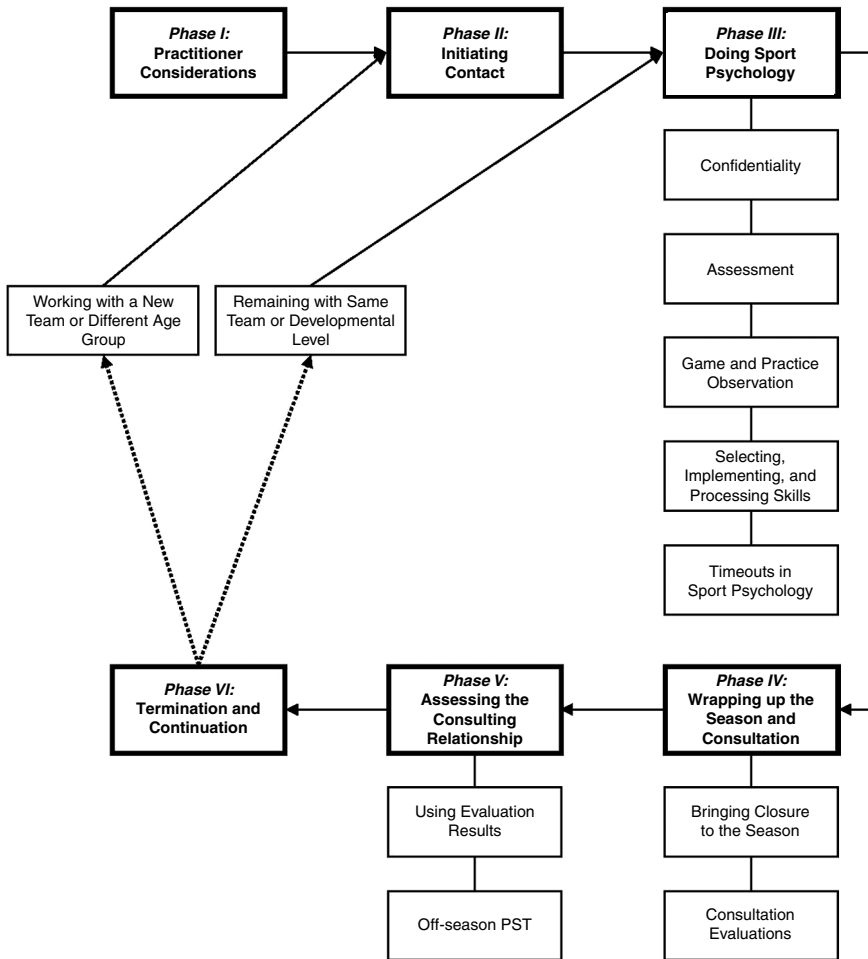 Phase I:
Practitioner
Considerations
Phase II:
Initiating
Contact
Phase III:
Doing Sport
Psychology
Confidentiality
Assessment
Game and Practice
Observation
Selecting,
Implementing, and
Processing Skills
Timeouts in
Sport Psychology
Working with a New
Team or Different Age
Group
Remaining with Same
Team or Developmental
Level
Phase VI:
Termination and
Continuation
Phase V:
Assessing the
Consulting
Relationship
Using Evaluation
Results
Off-season PST
Phase IV:
Wrapping up the
Season and
Consultation
Bringing Closure
to the Season
Consultation
Evaluations